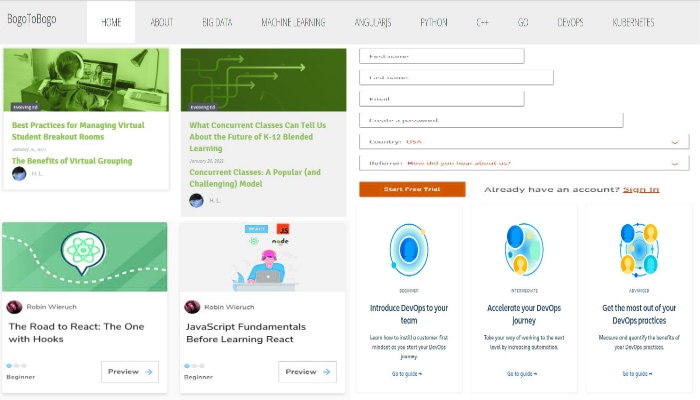 BogoToBogo
HOME ABOUT BIG DATA MACHINE LEARNING ANGULARJS PYTHON C++ GO DEVOPS KUBERNETES
Best Practices for Managing Virtual
Student Breakout Rooms
The Benefits of Virtual Grouping
H. L.
What Concurrent Classes Can Tell Us
About the Future of K-12 Blended
Learning
January 20, 2021
Concurrent Classes: A Popular (and
Challenging) Model
H. L.
First name
Last name
Email
Create a password
Country: USA
Referrer: How did you hear about us?
Start Free Trial
Already have an account? Sign In
Robin Wieruch
The Road to React: The One
with Hooks
Beginner
Preview →
REACT
JS
node
Robin Wieruch
JavaScript Fundamentals
Before Learning React
Beginner
Preview →
BEGINNER
Introduce DevOps to your
team
Learn how to instill a customer first
mindset as you start your DevOps
journey.
Go to guide →
INTERMEDIATE
Accelerate your DevOps
journey
Take your way of working to the next
level by increasing automation.
Go to guide →
ADVANCED
Get the most out of your
DevOps practices
Measure and quantify the benefits of
your DevOps practices.
Go to guide →